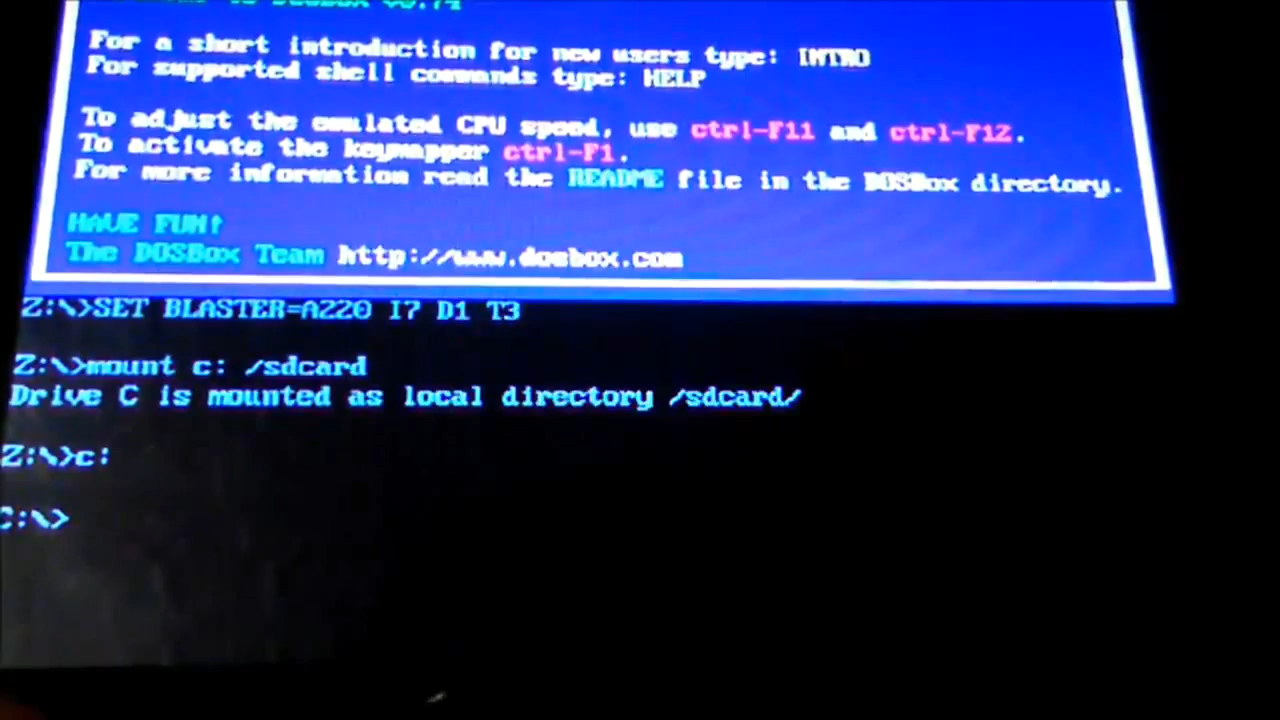 For a short introduction for new users type: INTRO
For supported shell commands type: HELP
To adjust the emulated CPU speed, use ctrl-F11 and ctrl-F12.
To activate the keymapper ctrl-F1.
For more information read the README file in the DOSBox directory.
HAVE FUN!
The DOSBox Team http://www.dosbox.com
Z:\>SET BLASTER=A220 I7 D1 T3
Z:\>mount c: /sdcard
Drive C is mounted as local directory /sdcard/
Z:\>c:
C:\>